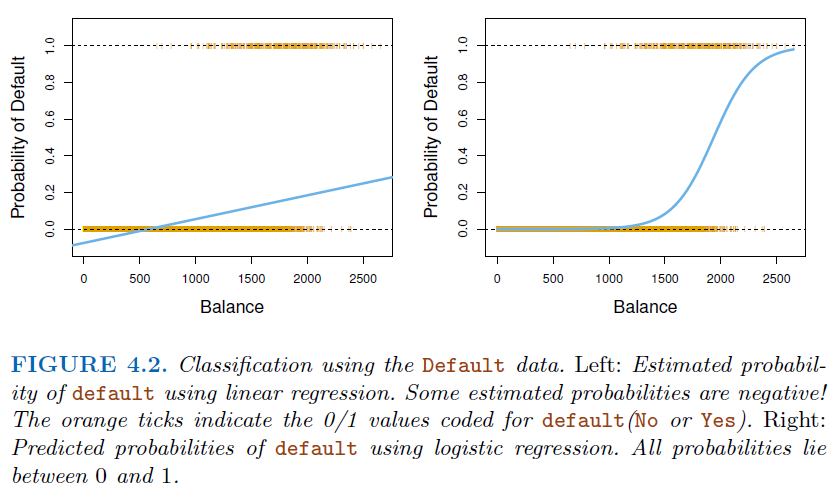 Probability of Default
0.0 0.2 0.4 0.6 0.8 1.0
0 500 1000 1500 2000 2500
Balance
Probability of Default
0.0 0.2 0.4 0.6 0.8 1.0
0 500 1000 1500 2000 2500
Balance
FIGURE 4.2. Classification using the Default data. Left: Estimated probabil-
ity of default using linear regression. Some estimated probabilities are negative!
The orange ticks indicate the 0/1 values coded for default(No or Yes). Right:
Predicted probabilities of default using logistic regression. All probabilities lie
between 0 and 1.